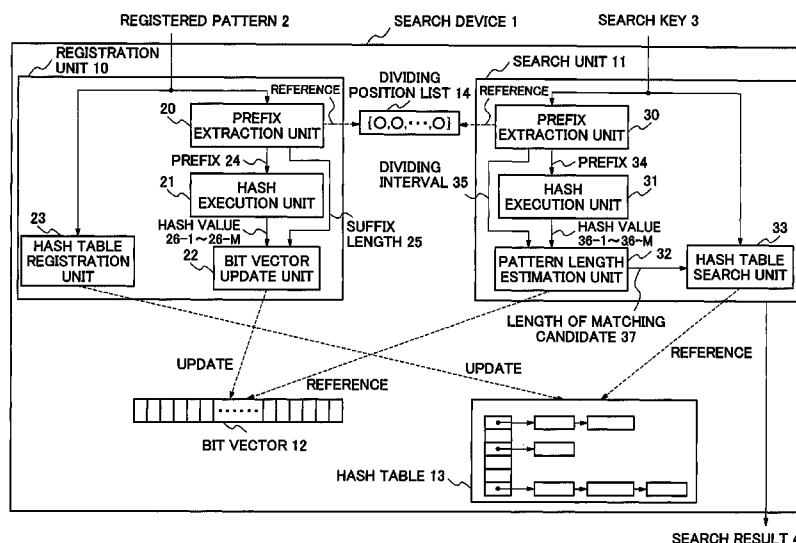 REGISTERED PATTERN 2
SEARCH DEVICE 1
SEARCH KEY 3
REGISTRATION
UNIT 10
SEARCH UNIT 11
DIVIDING
POSITION LIST 14
REFERENCE
REFERENCE
{O,O,···,O}
20
PREFIX
EXTRACTION UNIT
30
PREFIX
EXTRACTION UNIT
PREFIX 24
PREFIX 34
DIVIDING
INTERVAL 35
21
HASH
EXECUTION UNIT
31
HASH
EXECUTION UNIT
23
HASH TABLE
REGISTRATION
UNIT
HASH VALUE
26-1~26-M
SUFFIX
LENGTH 25
HASH VALUE
36-1~36-M
33
HASH TABLE
SEARCH UNIT
22
BIT VECTOR
UPDATE UNIT
32
PATTERN LENGTH
ESTIMATION UNIT
LENGTH OF MATCHING
CANDIDATE 37
UPDATE
REFERENCE
UPDATE
REFERENCE
······
BIT VECTOR 12
HASH TABLE 13
SEARCH RESULT 4